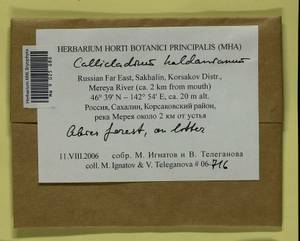 HERBARIUM HORTI BOTANICI PRINCIPALIS (MHA)
Callicladium haldanianum
Russian Far East, Sakhalin, Korsakov Distr.,
Mereya River (ca. 2 km from mouth)
46° 39' N – 142° 54' E, ca. 20 m alt.
Россия, Сахалин, Корсаковский район,
река Мерея около 2 км от устья
Abies forest, on litter
11.VIII.2006 собр. М. Игнатов и В. Телеганова
coll. M. Ignatov & V. Teleganova # 06-716